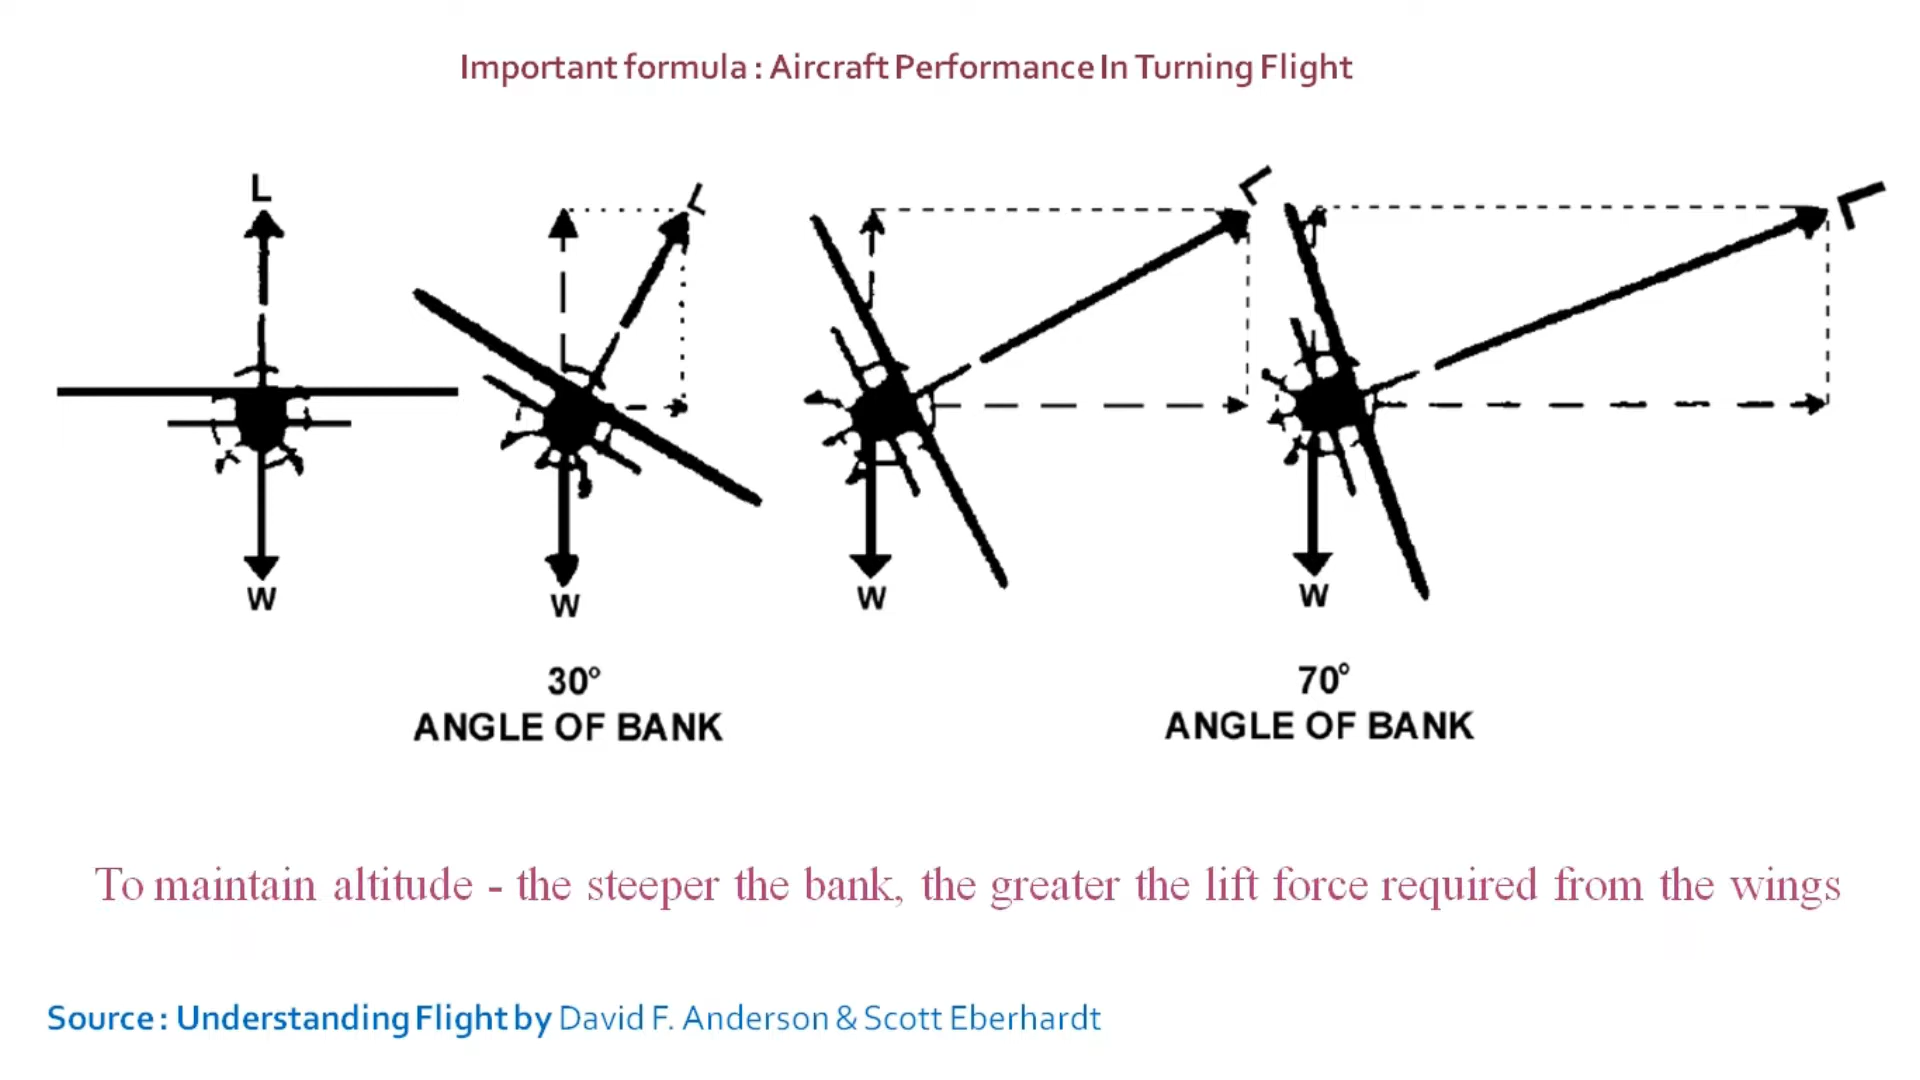 Important formula : Aircraft Performance In Turning Flight
L
L
L
L
W
W
W
W
30°
ANGLE OF BANK
70°
ANGLE OF BANK
To maintain altitude - the steeper the bank, the greater the lift force required from the wings
Source : Understanding Flight by David F. Anderson & Scott Eberhardt